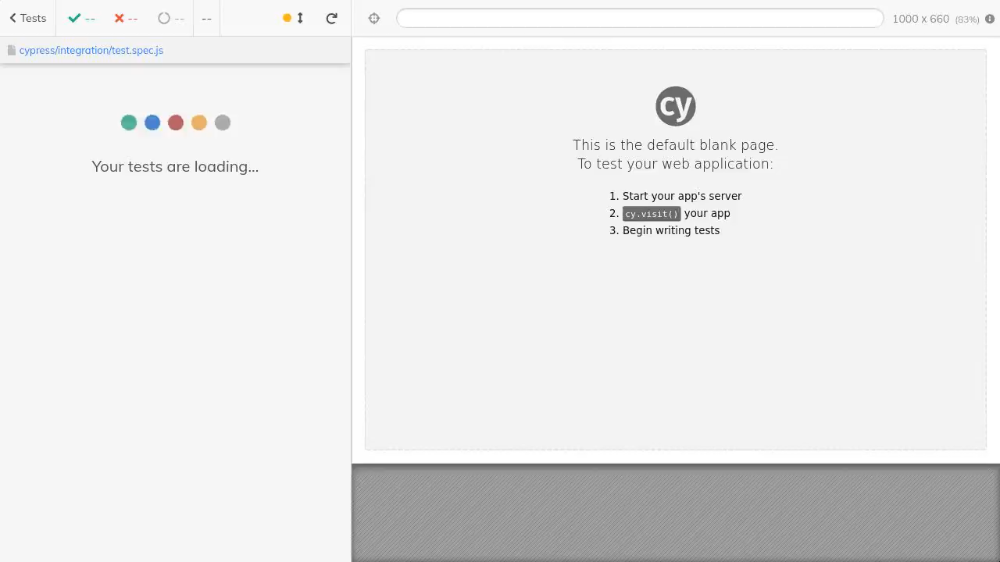 Tests
--
--
--
--
1000 x 660 (83%)
cypress/integration/test.spec.js
Your tests are loading...
cy
This is the default blank page.
To test your web application:
1. Start your app's server
2. cy.visit() your app
3. Begin writing tests